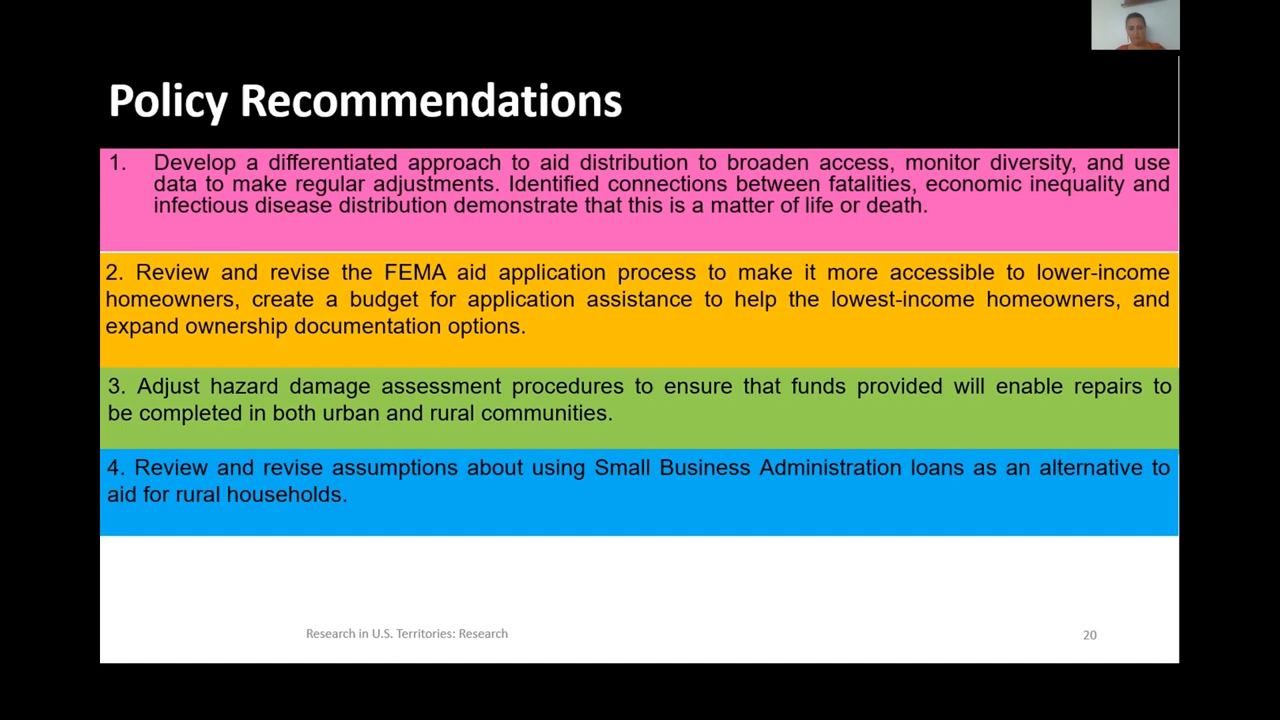 Policy Recommendations
1. Develop a differentiated approach to aid distribution to broaden access, monitor diversity, and use
data to make regular adjustments. Identified connections between fatalities, economic inequality and
infectious disease distribution demonstrate that this is a matter of life or death.
2. Review and revise the FEMA aid application process to make it more accessible to lower-income
homeowners, create a budget for application assistance to help the lowest-income homeowners, and
expand ownership documentation options.
3. Adjust hazard damage assessment procedures to ensure that funds provided will enable repairs to
be completed in both urban and rural communities.
4. Review and revise assumptions about using Small Business Administration loans as an alternative to
aid for rural households.
Research in U.S. Territories: Research
20